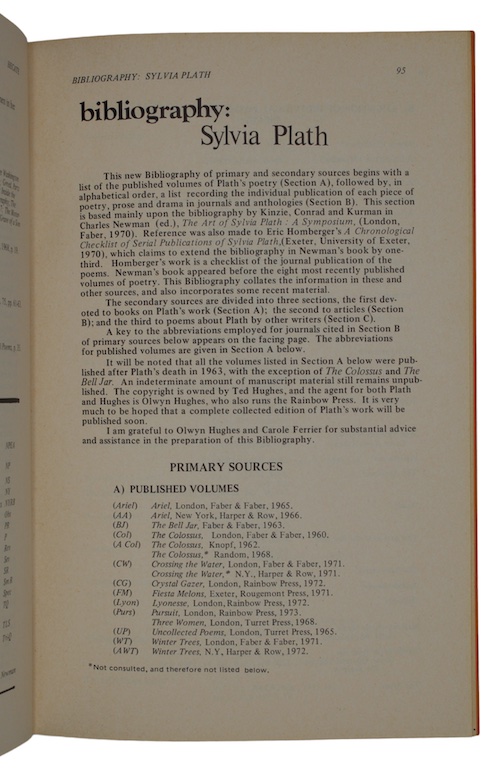 BIBLIOGRAPHY: SYLVIA PLATH 95
bibliography:
Sylvia Plath
This new Bibliography of primary and secondary sources begins with a
list of the published volumes of Plath's poetry (Section A), followed by, in
alphabetical order, a list recording the individual publication of each piece of
poetry, prose and drama in journals and anthologies (Section B). This section
is based mainly upon the bibliography by Kinzie, Conrad and Kurman in
Charles Newman (ed.), The Art of Sylvia Plath : A Symposium, (London,
Faber, 1970). Reference was also made to Eric Homberger's A Chronological
Checklist of Serial Publications of Sylvia Plath,(Exeter, University of Exeter,
1970), which claims to extend the bibliography in Newman's book by one-
third. Homberger's work is a checklist of the journal publication of the
poems. Newman's book appeared before the eight most recently published
volumes of poetry. This Bibliography collates the information in these and
other sources, and also incorporates some recent material.
The secondary sources are divided into three sections, the first dev-
oted to books on Plath's work (Section A); the second to articles (Section
B); and the third to poems about Plath by other writers (Section C).
A key to the abbreviations employed for journals cited in Section B
of primary sources below appears on the facing page. The abbreviations
for published volumes are given in Section A below.
It will be noted that all the volumes listed in Section A below were pub-
lished after Plath's death in 1963, with the exception of The Colossus and The
Bell Jar. An indeterminate amount of manuscript material still remains unpub-
lished. The copyright is owned by Ted Hughes, and the agent for both Plath
and Hughes is Olwyn Hughes, who also runs the Rainbow Press. It is very
much to be hoped that a complete collected edition of Plath's work will be
published soon.
I am grateful to Olwyn Hughes and Carole Ferrier for substantial advice
and assistance in the preparation of this Bibliography.
PRIMARY SOURCES
A) PUBLISHED VOLUMES
(Ariel) Ariel, London, Faber & Faber, 1965.
(AA) Ariel, New York, Harper & Row, 1966.
(BJ) The Bell Jar, Faber & Faber, 1963.
(Col) The Colossus, London, Faber & Faber, 1960.
(A Col) The Colossus, Knopf, 1962.
The Colossus,* Random, 1968.
(CW) Crossing the Water, London, Faber & Faber, 1971.
Crossing the Water,* N.Y., Harper & Row, 1971.
(CG) Crystal Gazer, London, Rainbow Press, 1972.
(FM) Fiesta Melons, Exeter, Rougemont Press, 1971.
(Lyon) Lyonesse, London, Rainbow Press, 1972.
(Purs) Pursuit, London, Rainbow Press, 1973.
Three Women, London, Turret Press, 1968.
(UP) Uncollected Poems, London, Turret Press, 1965.
(WT) Winter Trees, London, Faber & Faber, 1971.
(AWT) Winter Trees, N.Y., Harper & Row, 1972.
*Not consulted, and therefore not listed below.